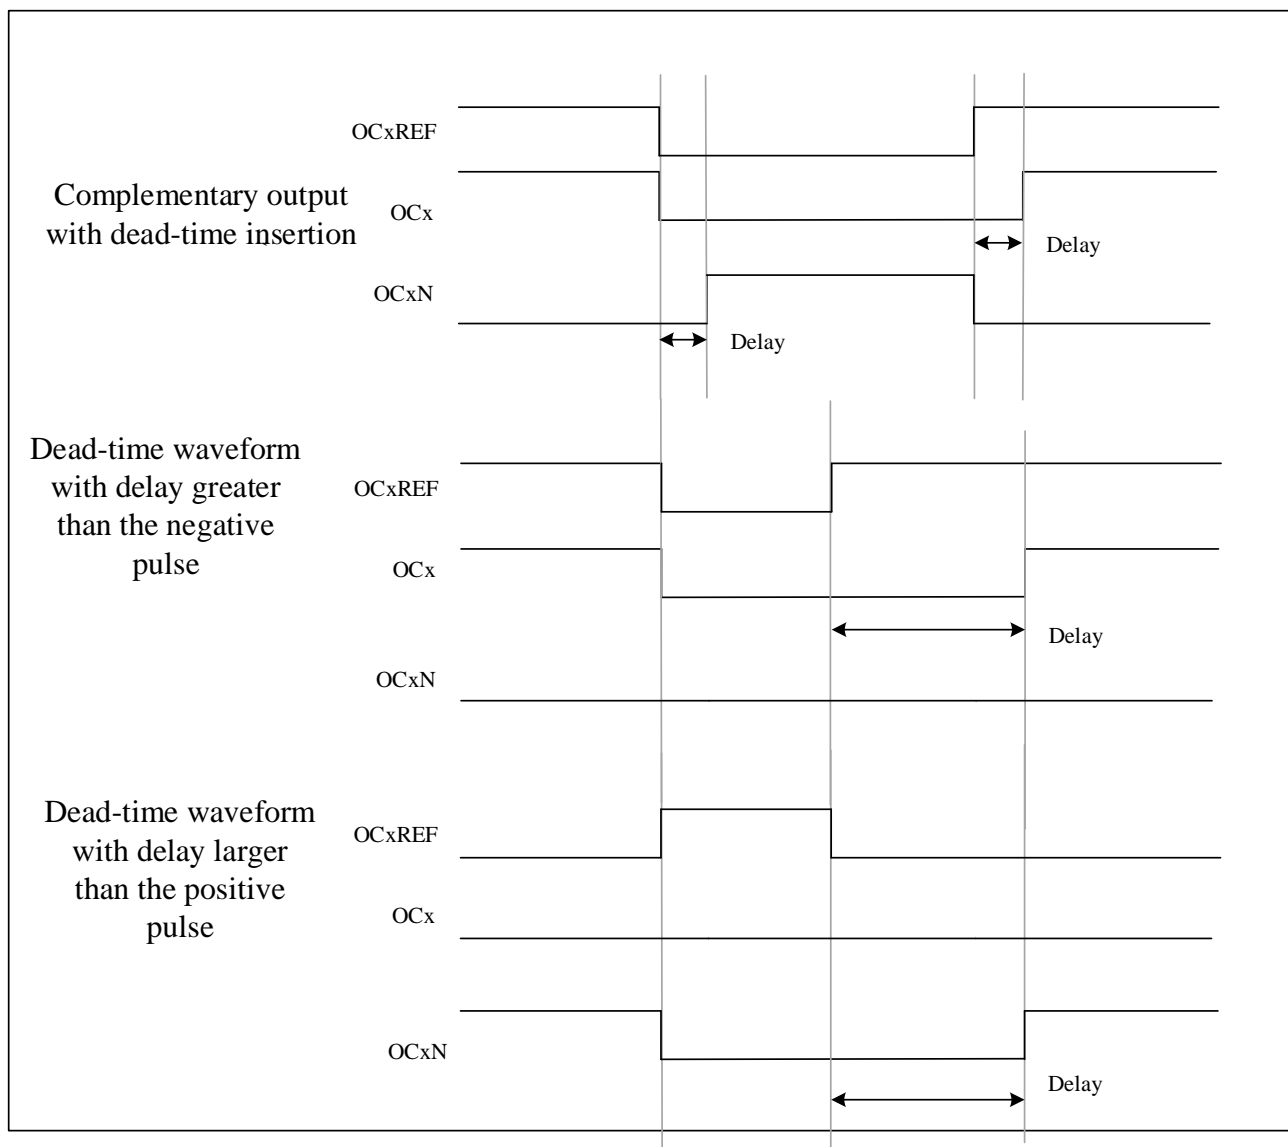 OCxREF
Complementary output
with dead-time insertion
OCx
Delay
OCxN
Delay
Dead-time waveform
with delay greater
than the negative
pulse
OCxREF
OCx
Delay
OCxN
Dead-time waveform
with delay larger
than the positive
pulse
OCxREF
OCx
OCxN
Delay